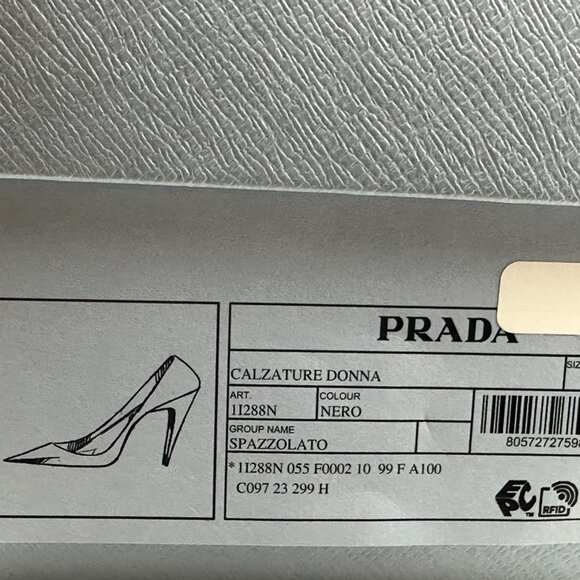 PRADA
CALZATURE DONNA
ART.
COLOUR
1I288N
NERO
GROUP NAME
SPAZZOLATO
*1I288N 055 F0002 10 99 F A100
C097 23 299 H
EPC™
RFID